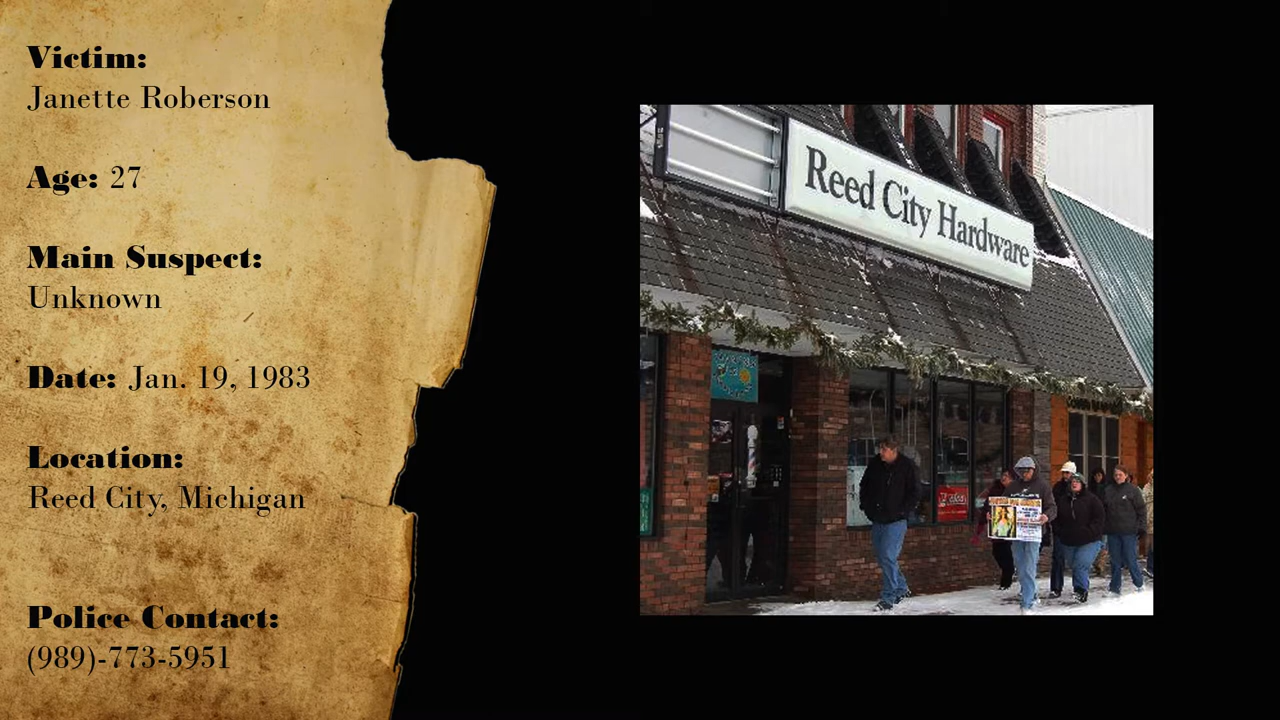 Victim:
Janette Roberson
Age: 27
Main Suspect:
Unknown
Date: Jan. 19, 1983
Location:
Reed City, Michigan
Police Contact:
(989)-773-5951
Reed City Hardware